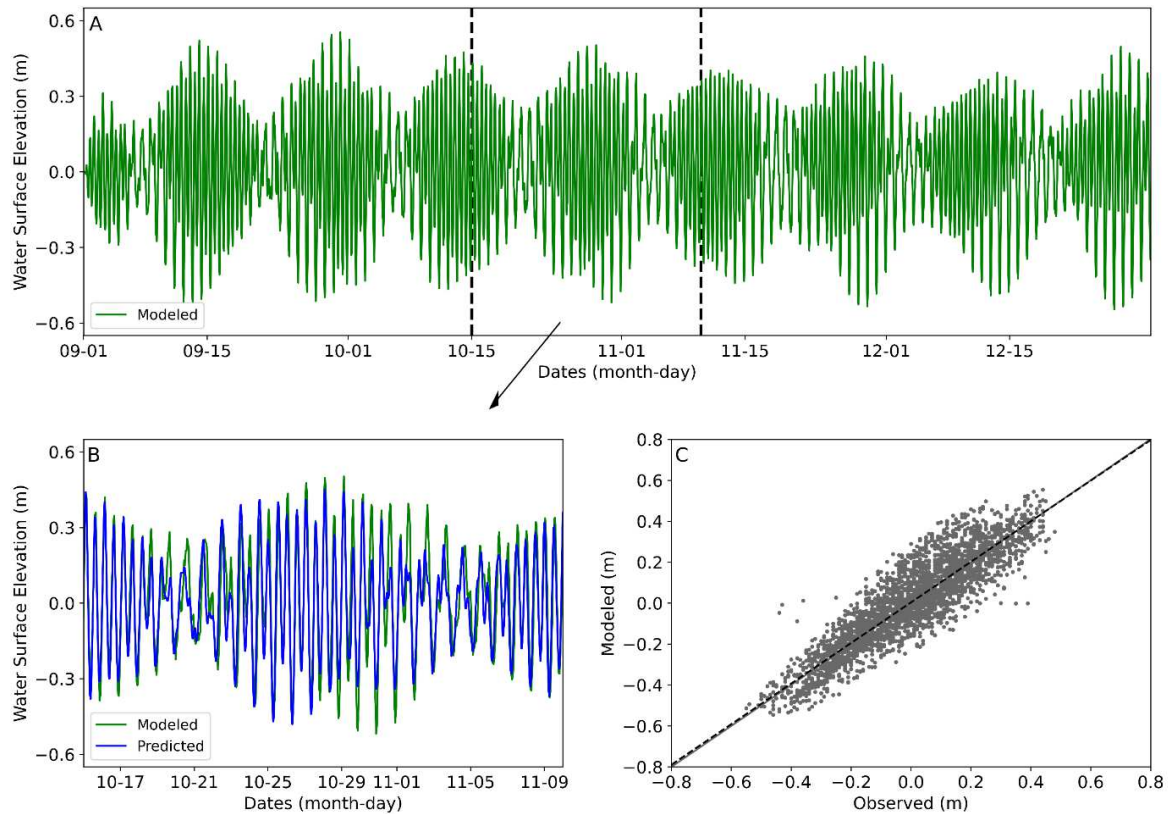 A
Water Surface Elevation (m)
0.6
0.3
0.0
−0.3
−0.6
Modeled
09-01 09-15 10-01 10-15 11-01 11-15 12-01 12-15
Dates (month-day)
B
Water Surface Elevation (m)
0.6
0.3
0.0
−0.3
−0.6
Modeled
Predicted
10-17 10-21 10-25 10-29 11-01 11-05 11-09
Dates (month-day)
C
Modeled (m)
0.8
0.6
0.4
0.2
0.0
−0.2
−0.4
−0.6
−0.8
−0.8 −0.6 −0.4 −0.2 0.0 0.2 0.4 0.6 0.8
Observed (m)